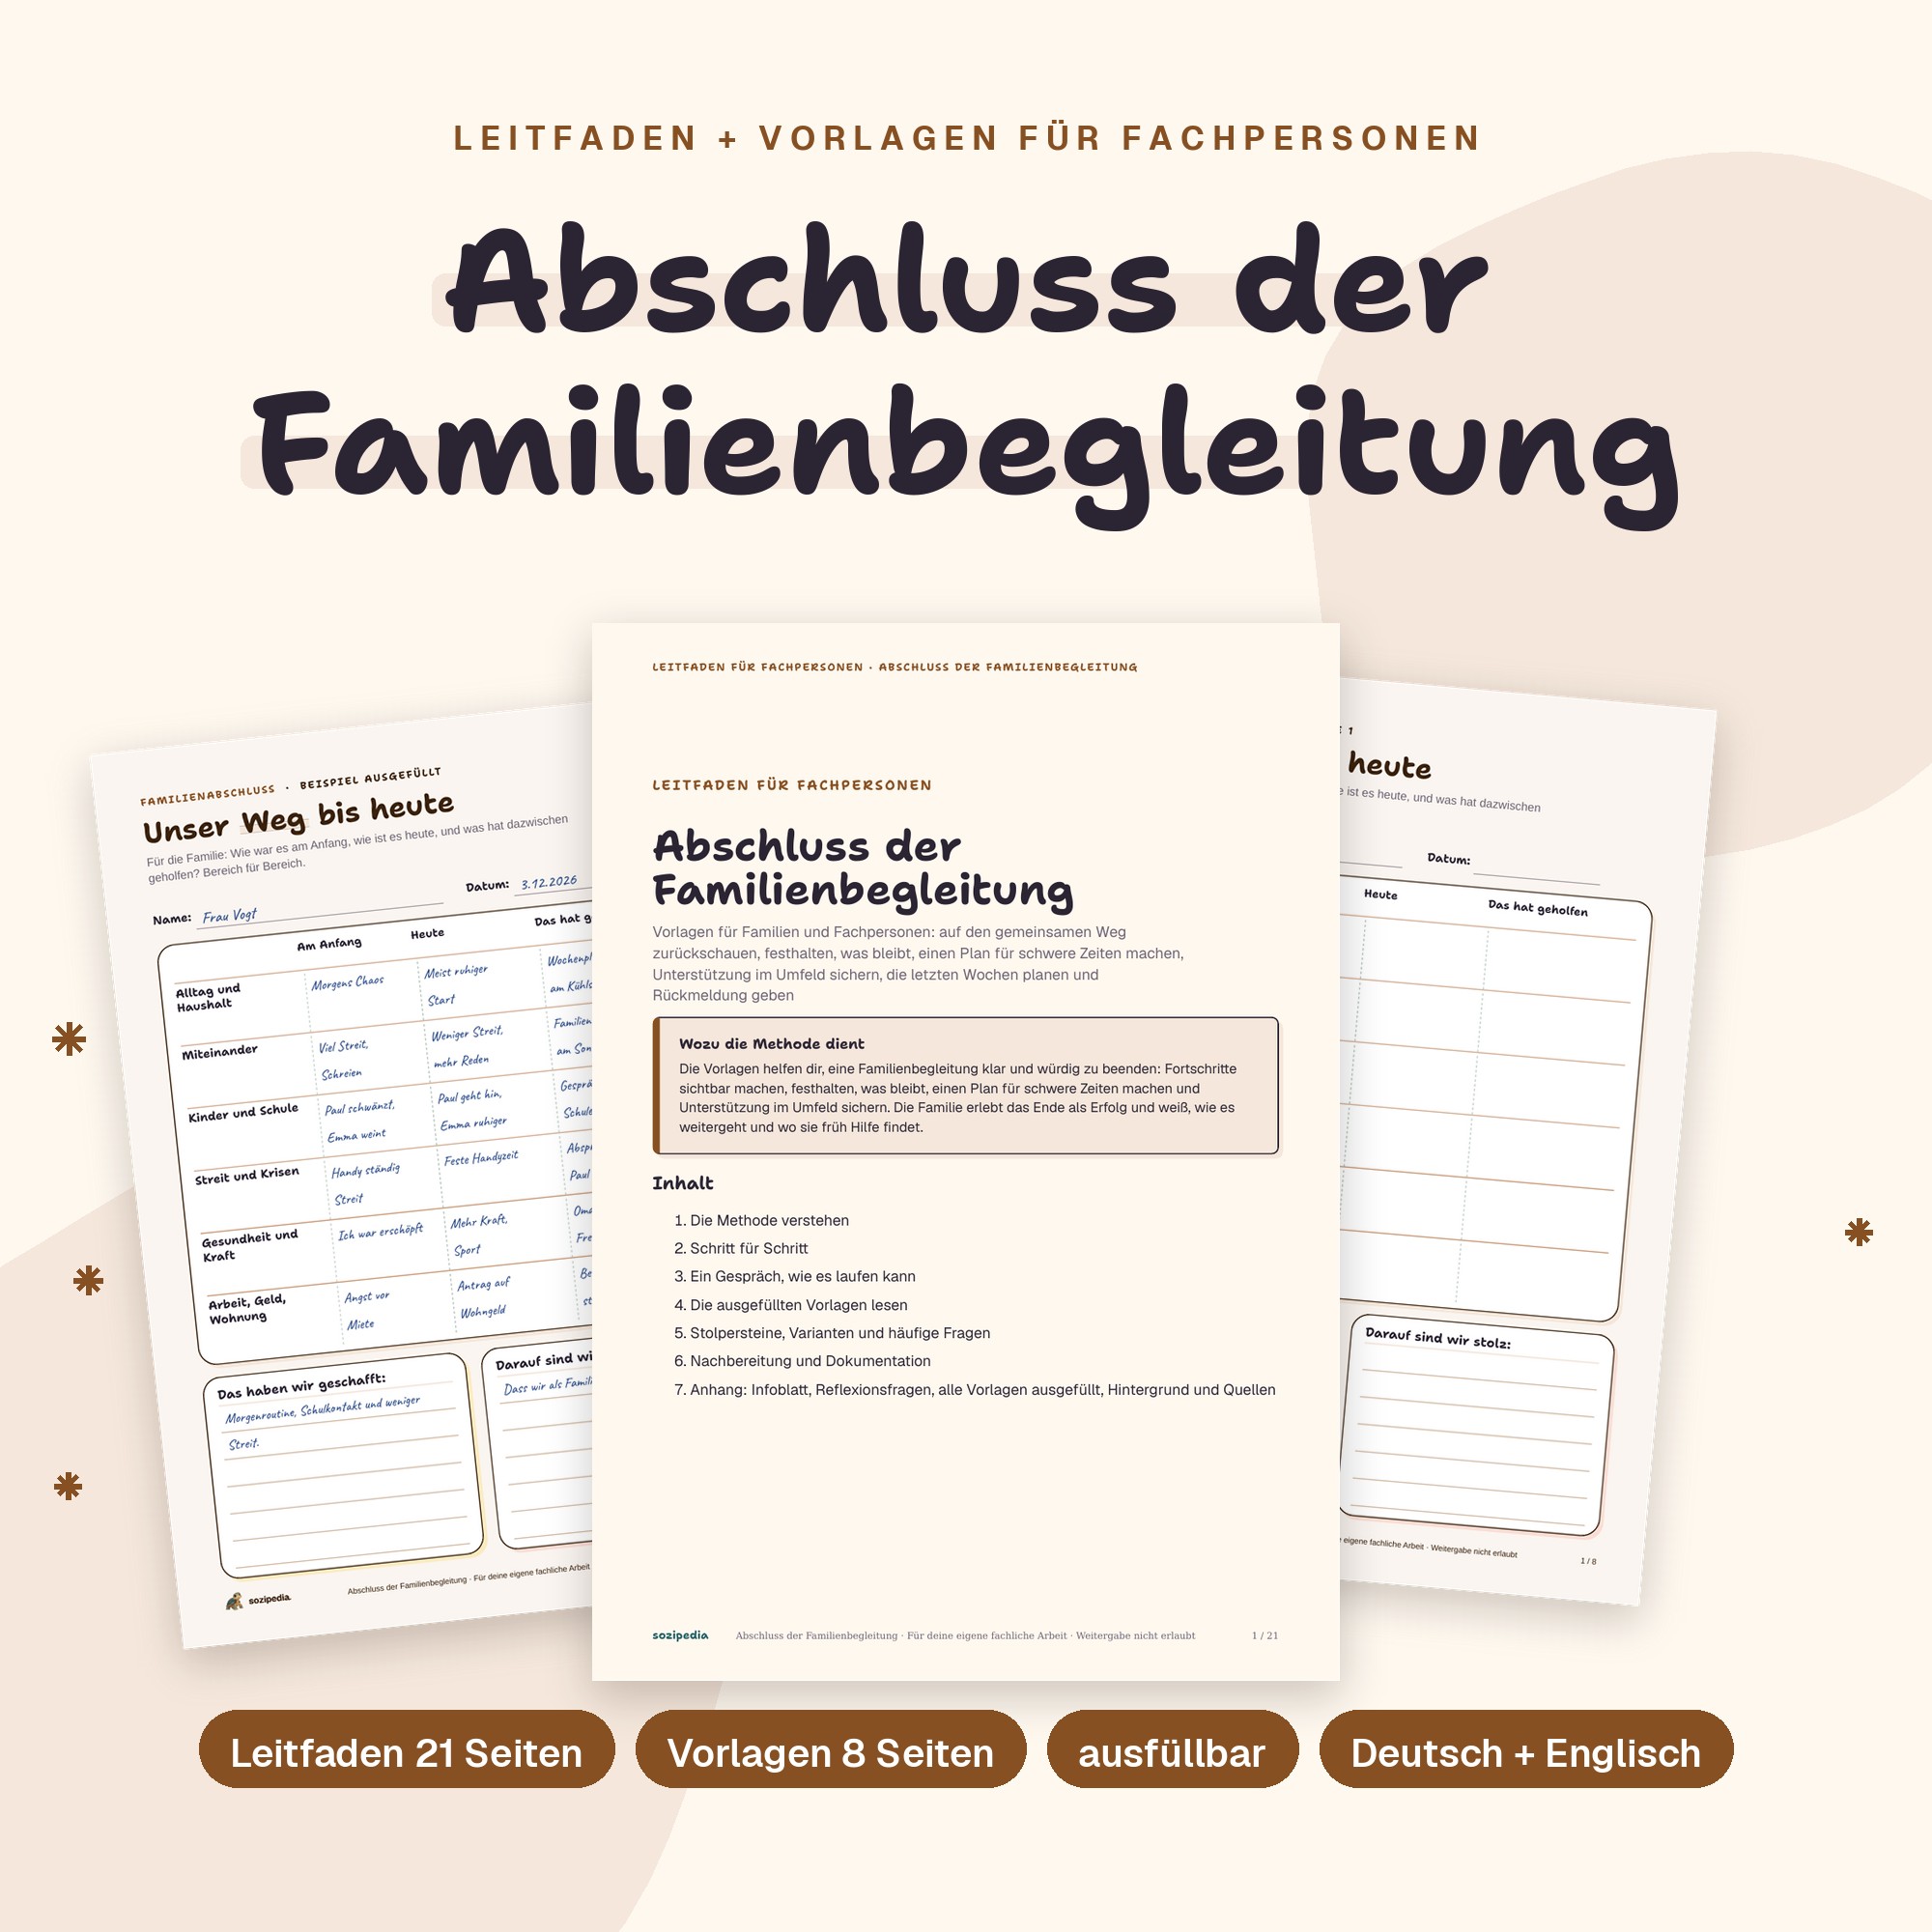 LEITFADEN + VORLAGEN FÜR FACHPERSONEN
Abschluss der
Familienbegleitung
FAMILIENABSCHLUSS · BEISPIEL AUSGEFÜLLT
Unser Weg bis heute
Für die Familie: Wie war es am Anfang, wie ist es heute, und was hat dazwischen
geholfen? Bereich für Bereich.
Name: Frau Vogt
Datum: 3.12.2026
Am Anfang Heute Das hat
Alltag und
Haushalt
Morgens Chaos
Meist ruhiger
Start
am
Miteinander
Viel Streit,
Schreien
Weniger Streit,
mehr Reden
am
Kinder und Schule
Paul schwänzt,
Emma weint
Paul geht hin,
Emma ruhiger
Streit und Krisen
Handy ständig
Streit
Feste Handyzeit
Paul
Gesundheit und
Kraft
Ich war erschöpft
Mehr Kraft,
Sport
Arbeit, Geld,
Wohnung
Angst vor
Miete
Antrag auf
Wohngeld
Das haben wir geschafft:
Morgenroutine, Schulkontakt und weniger
Streit.
Darauf sind
Dass wir als
sozipedia.
Abschluss der Familienbegleitung · Für deine eigene fachliche Arbeit
LEITFADEN FÜR FACHPERSONEN · ABSCHLUSS DER FAMILIENBEGLEITUNG
LEITFADEN FÜR FACHPERSONEN
Abschluss der
Familienbegleitung
Vorlagen für Familien und Fachpersonen: auf den gemeinsamen Weg
zurückschauen, festhalten, was bleibt, einen Plan für schwere Zeiten machen,
Unterstützung im Umfeld sichern, die letzten Wochen planen und
Rückmeldung geben
Wozu die Methode dient
Die Vorlagen helfen dir, eine Familienbegleitung klar und würdig zu beenden: Fortschritte
sichtbar machen, festhalten, was bleibt, einen Plan für schwere Zeiten machen und
Unterstützung im Umfeld sichern. Die Familie erlebt das Ende als Erfolg und weiß, wie es
weitergeht und wo sie früh Hilfe findet.
Inhalt
1. Die Methode verstehen
2. Schritt für Schritt
3. Ein Gespräch, wie es laufen kann
4. Die ausgefüllten Vorlagen lesen
5. Stolpersteine, Varianten und häufige Fragen
6. Nachbereitung und Dokumentation
7. Anhang: Infoblatt, Reflexionsfragen, alle Vorlagen ausgefüllt, Hintergrund und Quellen
sozipedia
Abschluss der Familienbegleitung · Für deine eigene fachliche Arbeit · Weitergabe nicht erlaubt
1 / 21
1
heute
ist es heute, und was hat dazwischen
Datum:
Heute Das hat geholfen
Darauf sind wir stolz:
eigene fachliche Arbeit · Weitergabe nicht erlaubt
1 / 8
Leitfaden 21 Seiten
Vorlagen 8 Seiten
ausfüllbar
Deutsch + Englisch